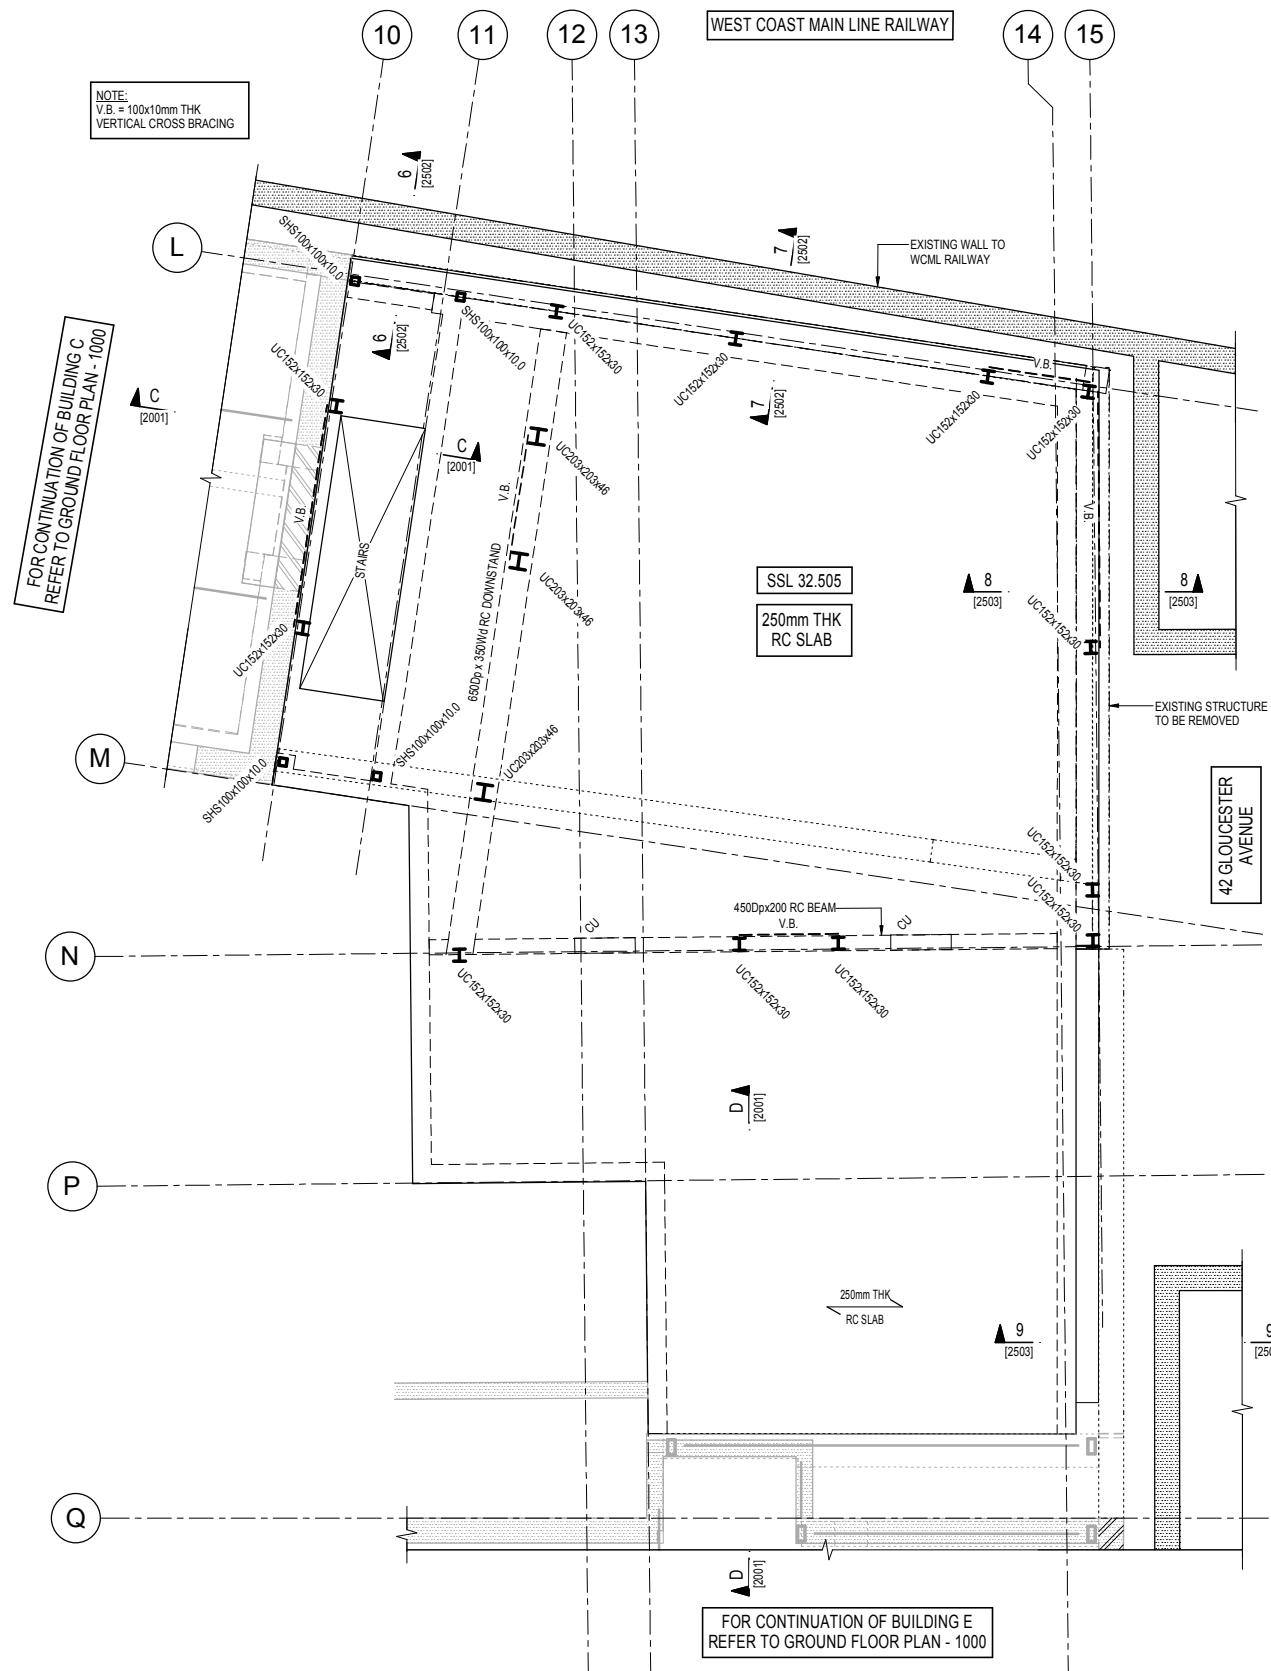 10
11
12
13
WEST COAST MAIN LINE RAILWAY
14
15
NOTE:
V.B. = 100x10mm THK
VERTICAL CROSS BRACING
6
[2502]
L
SHS100x100x10.0
7
[2502]
EXISTING WALL TO
WCML RAILWAY
FOR CONTINUATION OF BUILDING C
REFER TO GROUND FLOOR PLAN - 1000
C
[2001]
6
[2502]
SHS100x100x10.0
UC152x152x30
UC152x152x30
UC152x152x30
7
[2502]
V.B.
UC152x152x30
UC152x152x30
C
[2001]
UC203x203x46
V.B.
V.B.
V.B.
STAIRS
UC203x203x46
650Dp x 350Wd RC DOWNSTAND
SSL 32.505
250mm THK
RC SLAB
8
[2503]
8
[2503]
UC152x152x30
UC152x152x30
EXISTING STRUCTURE
TO BE REMOVED
M
SHS100x100x10.0
SHS100x100x10.0
UC203x203x46
42 GLOUCESTER
AVENUE
UC152x152x30
UC152x152x30
450Dpx200 RC BEAM
V.B.
CU
CU
N
UC152x152x30
UC152x152x30
UC152x152x30
D
[2001]
P
250mm THK
RC SLAB
9
[2503]
Q
D
[2001]
FOR CONTINUATION OF BUILDING E
REFER TO GROUND FLOOR PLAN - 1000